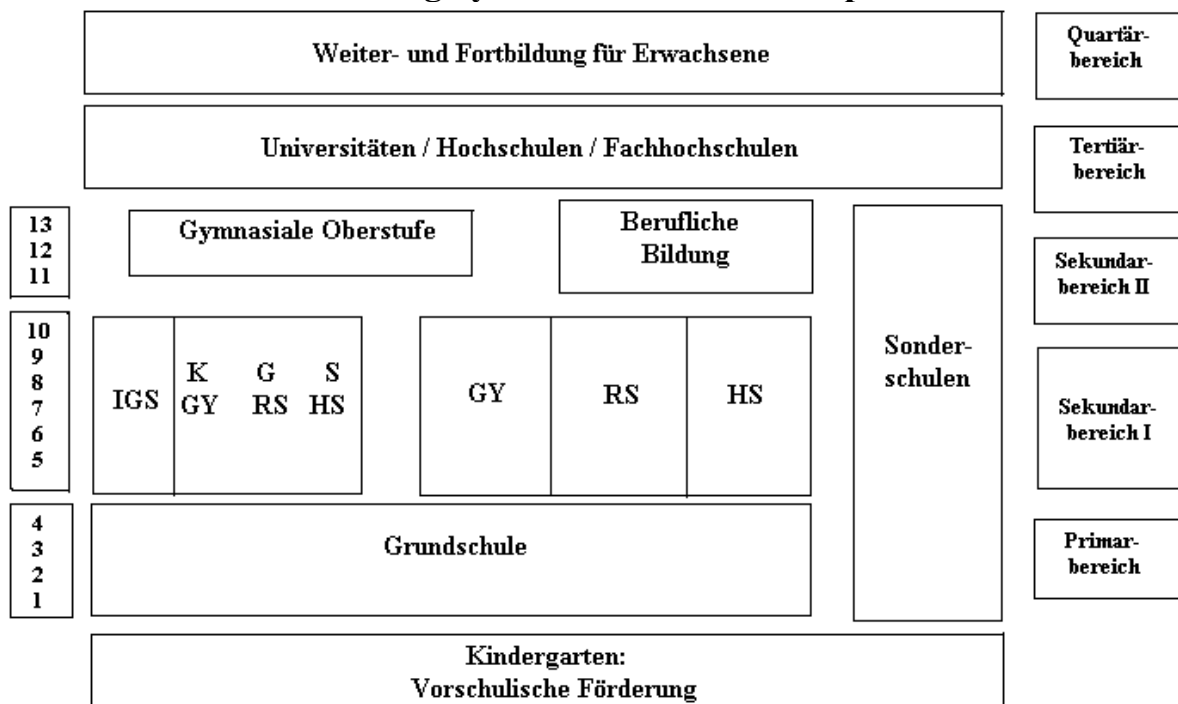 Weiter- und Fortbildung für Erwachsene
Quartär-
bereich
Universitäten / Hochschulen / Fachhochschulen
Tertiär-
bereich
13
12
11
Gymnasiale Oberstufe
Berufliche
Bildung
Sekundar-
bereich II
10
9
8
7
6
5
IGS
K G S
GY RS HS
GY
RS
HS
Sonder-
schulen
Sekundar-
bereich I
4
3
2
1
Grundschule
Primar-
bereich
Kindergarten:
Vorschulische Förderung